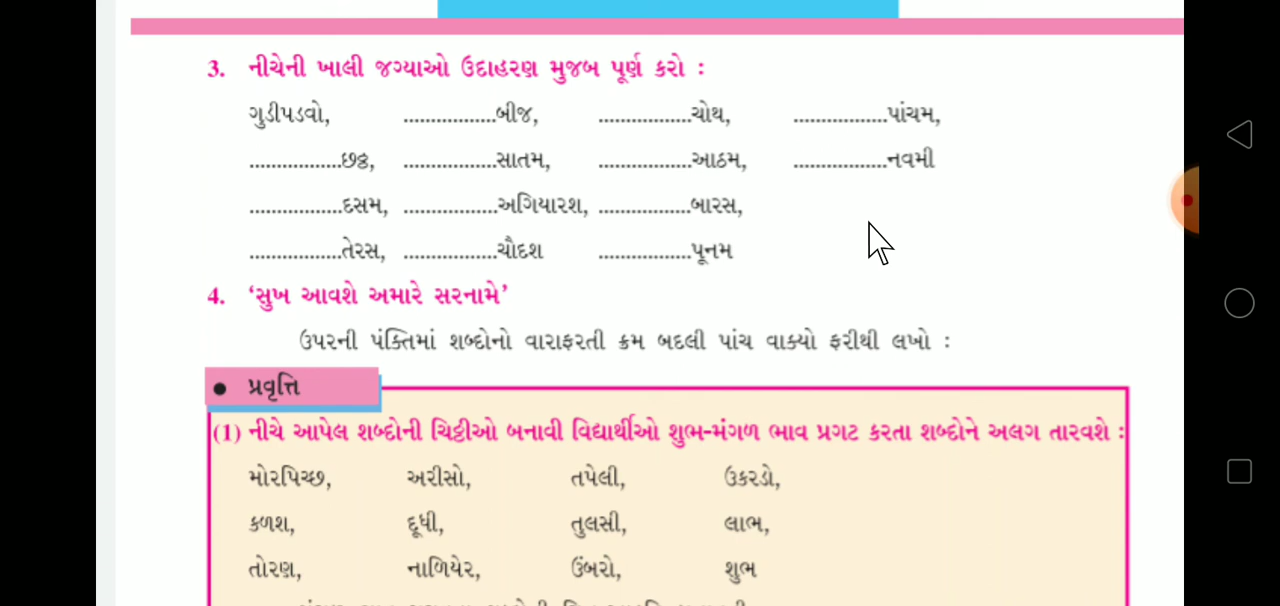 3. નીચેની ખાલી જગ્યાઓ ઉદાહરણ મુજબ પૂર્ણ કરો :
ગુડીપડવો, .................બીજ, .................ચોથ, .................પાંચમ,
.................છઠ્ઠ, .................સાતમ, .................આઠમ, .................નવમી
.................દસમ, .................અગિયારશ, .................બારસ,
.................તેરસ, .................ચૌદશ .................પૂનમ
4. ‘સુખ આવશે અમારે સરનામે’
ઉપરની પંક્તિમાં શબ્દોનો વારાફરતી ક્રમ બદલી પાંચ વાક્યો ફરીથી લખો :
● પ્રવૃત્તિ
(1) નીચે આપેલ શબ્દોની ચિઠ્ઠીઓ બનાવી વિદ્યાર્થીઓ શુભ-મંગળ ભાવ પ્રગટ કરતા શબ્દોને અલગ તારવશે :
મોરપિચ્છ, અરીસો, તપેલી, ઉકરડો,
કળશ, દૂધી, તુલસી, લાભ,
તોરણ, નાળિયેર, ઉંબરો, શુભ